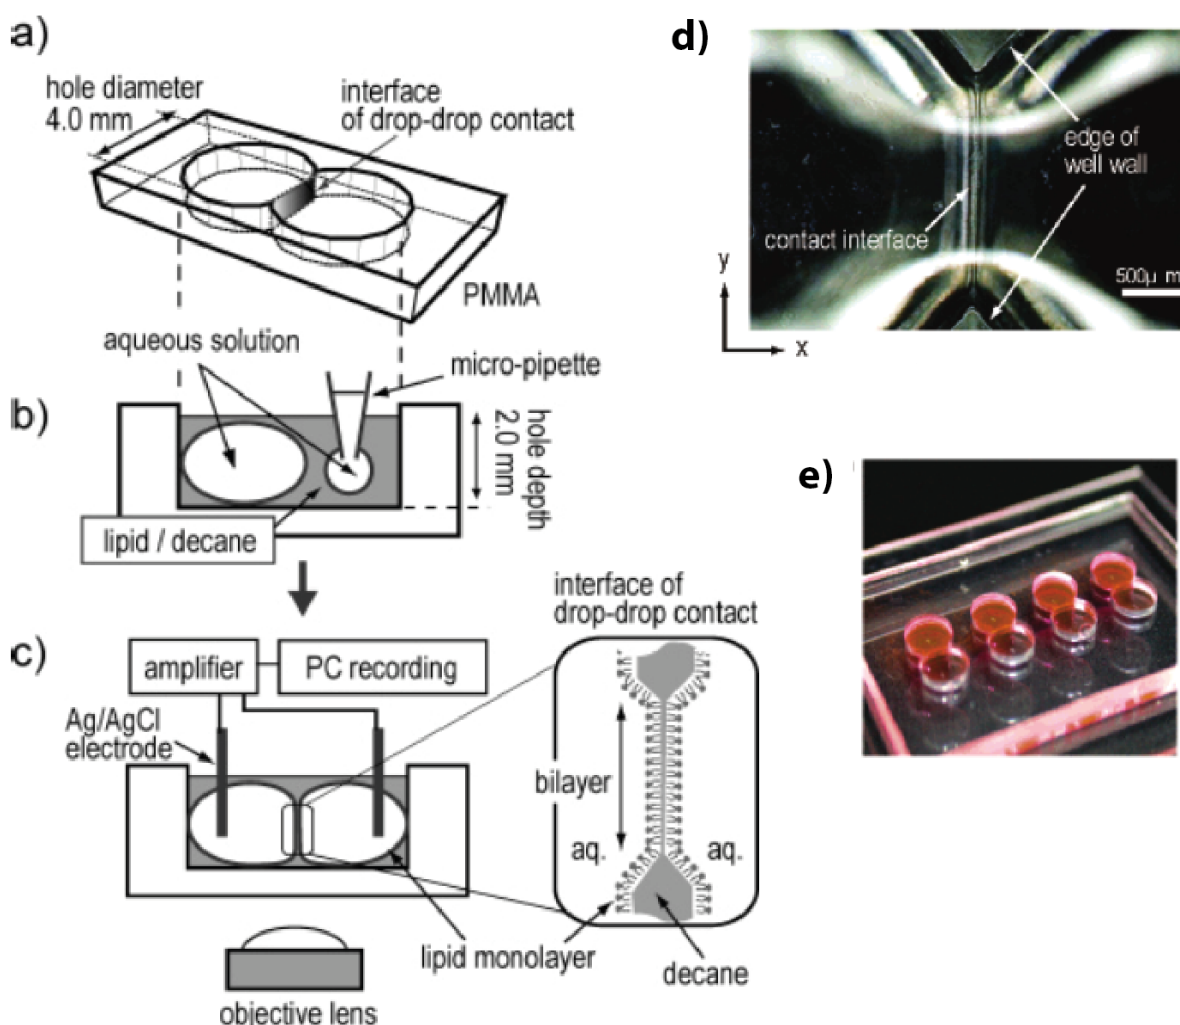 a)
hole diameter
4.0 mm
interface
of drop-drop contact
PMMA
b)
aqueous solution
micro-pipette
hole depth
2.0 mm
lipid / decane
c)
amplifier
PC recording
Ag/AgCl
electrode
interface of
drop-drop contact
bilayer
aq.
aq.
lipid monolayer
decane
objective lens
d)
edge of
well wall
contact interface
500μ m
y
x
e)